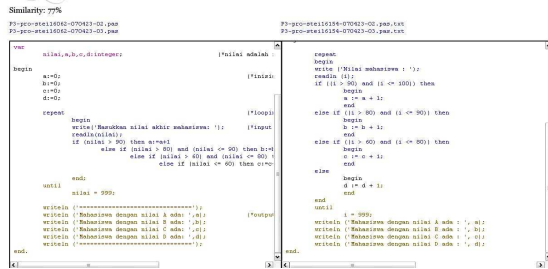 Similarity: 77%
P3-pro-stei16062-070423-02.pas
P3-pro-stei16062-070423-03.pas
var
nilai,a,b,c,d:integer; (*nilai adalah
begin
a:=0; (*inisi
b:=0;
c:=0;
d:=0;
repeat (*loopin
begin
write('Masukkan nilai akhir mahasiswa: '); (*input
readln(nilai);
if (nilai > 90) then a:=a+1
else if (nilai > 80) and (nilai <= 90) then b:=
else if (nilai > 60) and (nilai <= 80)
else if (nilai <= 60) then
end;
until
nilai = 999;
writeln ('Mahasiswa dengan nilai A ada: ',a); (*output
writeln ('Mahasiswa dengan nilai B ada: ',b);
writeln ('Mahasiswa dengan nilai C ada: ',c);
writeln ('Mahasiswa dengan nilai D ada: ',d);
end.
P3-pro-stei16154-070423-02.pas.txt
P3-pro-stei16154-070423-03.pas.txt
repeat
begin
write ('Nilai mahasiswa : ');
readln (i);
if ((i > 90) and (i <= 100)) then
begin
a := a + 1;
end
else if ((i > 80) and (i <= 90)) then
begin
b := b + 1;
end
else if ((i > 60) and (i <= 80)) then
begin
c := c + 1;
end
else
begin
d := d + 1;
end
end
until
i = 999;
writeln ('Mahasiswa dengan nilai A ada : ', a);
writeln ('Mahasiswa dengan nilai B ada : ', b);
writeln ('Mahasiswa dengan nilai C ada : ', c);
writeln ('Mahasiswa dengan nilai D ada : ', d);
end.